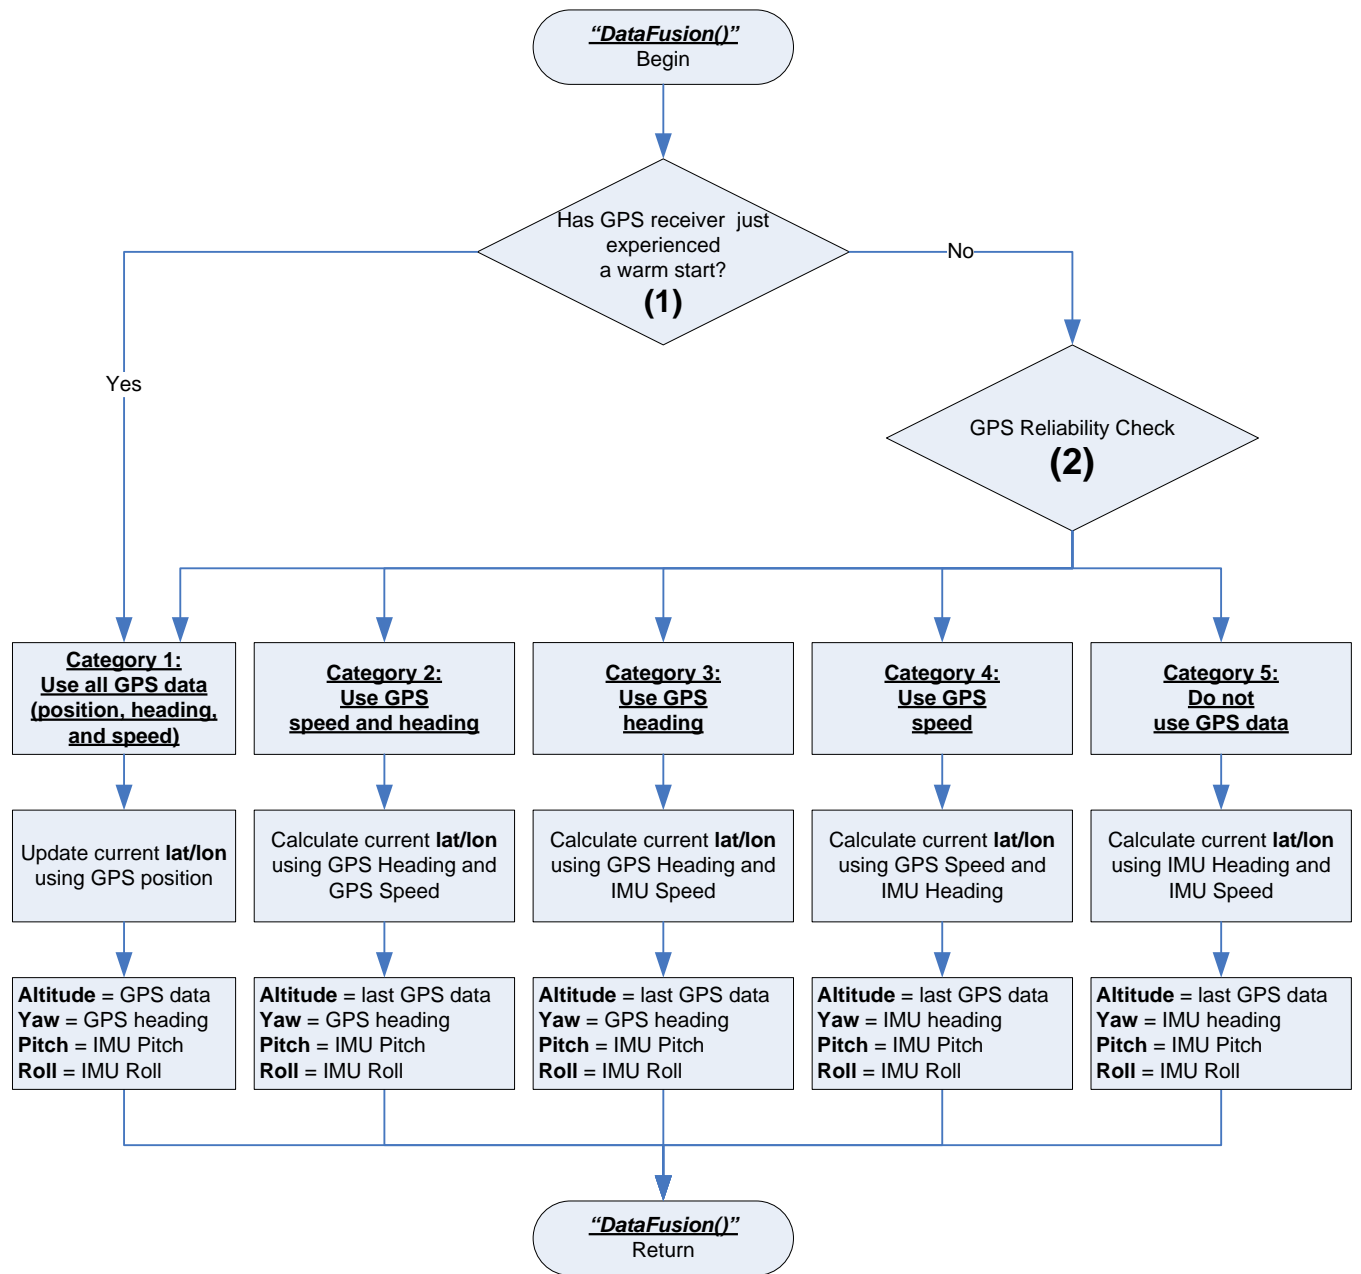 "DataFusion()"
Begin
Has GPS receiver just
experienced
a warm start?
(1)
No
Yes
GPS Reliability Check
(2)
Category 1:
Use all GPS data
(position, heading,
and speed)
Category 2:
Use GPS
speed and heading
Category 3:
Use GPS
heading
Category 4:
Use GPS
speed
Category 5:
Do not
use GPS data
Update current lat/lon
using GPS position
Calculate current lat/lon
using GPS Heading and
GPS Speed
Calculate current lat/lon
using GPS Heading and
IMU Speed
Calculate current lat/lon
using GPS Speed and
IMU Heading
Calculate current lat/lon
using IMU Heading and
IMU Speed
Altitude = GPS data
Yaw = GPS heading
Pitch = IMU Pitch
Roll = IMU Roll
Altitude = last GPS data
Yaw = GPS heading
Pitch = IMU Pitch
Roll = IMU Roll
Altitude = last GPS data
Yaw = GPS heading
Pitch = IMU Pitch
Roll = IMU Roll
Altitude = last GPS data
Yaw = IMU heading
Pitch = IMU Pitch
Roll = IMU Roll
Altitude = last GPS data
Yaw = IMU heading
Pitch = IMU Pitch
Roll = IMU Roll
"DataFusion()"
Return